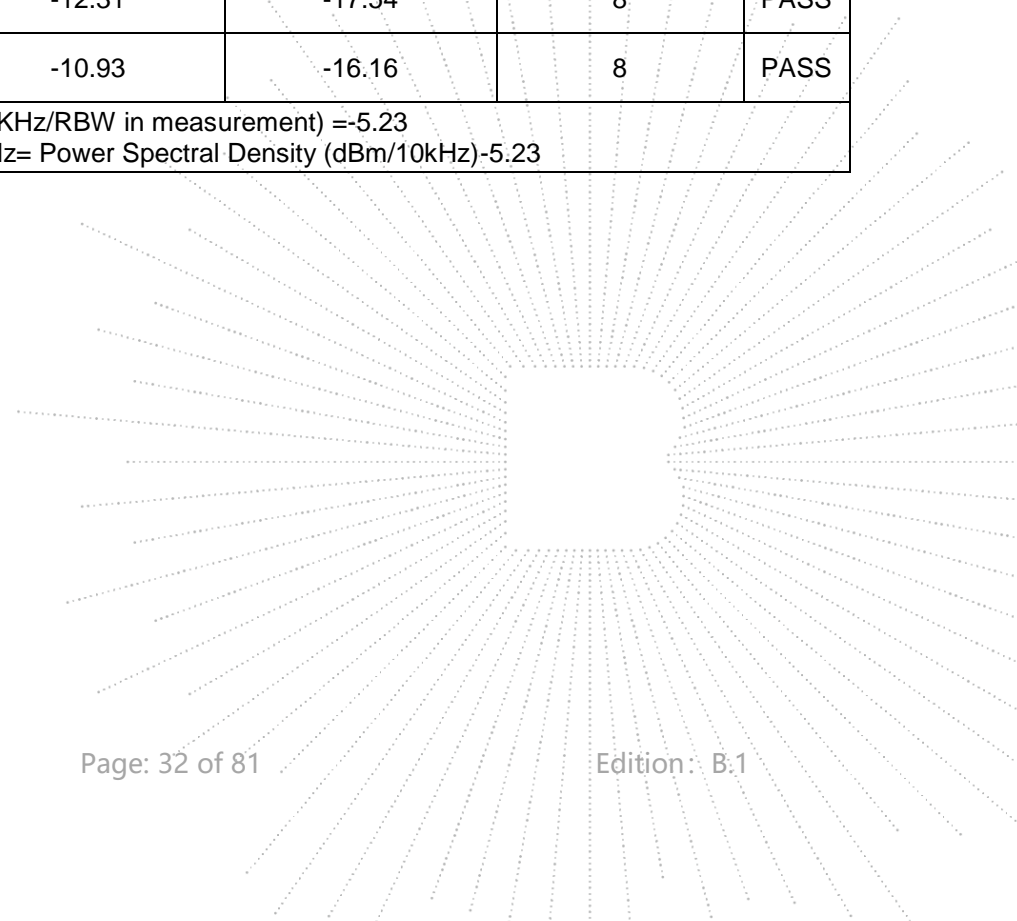 -12.31 -17.54 8 PASS
-10.93 -16.16 8 PASS
KHz/RBW in measurement) =-5.23
z= Power Spectral Density (dBm/10kHz)-5.23
Page: 32 of 81 Edition: B.1